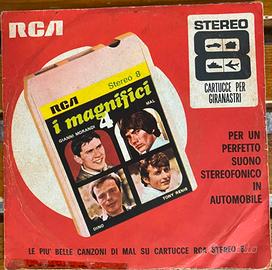 RCA
STEREO
8
CARTUCCE PER
GIRANASTRI
Stereo 8
RCA
i magnifici
4
GIANNI MORANDI
MAL
DINO
TONY RENIS
PER UN
PERFETTO
SUONO
STEREOFONICO
IN
AUTOMOBILE
LE PIU' BELLE CANZONI DI MAL SU CARTUCCE RCA STEREO 8